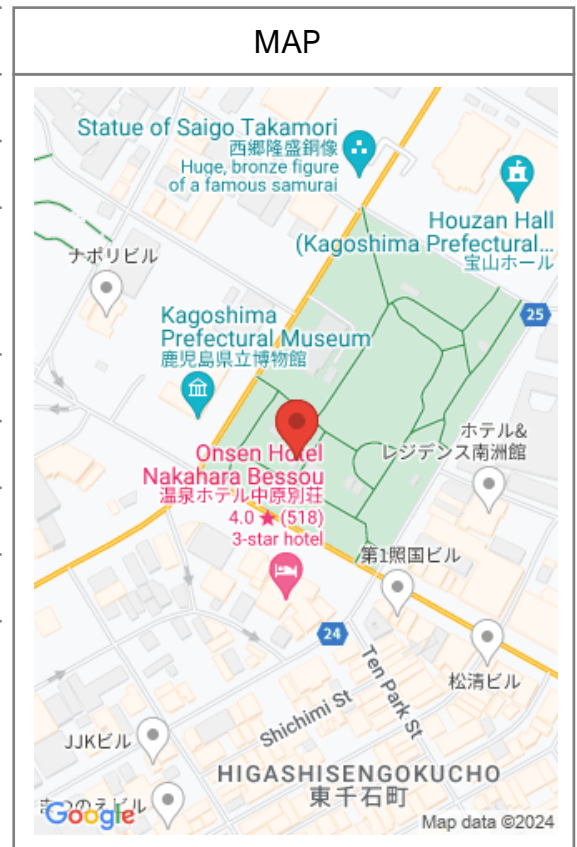 MAP
Statue of Saigo Takamori
西郷隆盛銅像
Huge, bronze figure
of a famous samurai
Houzan Hall
(Kagoshima Prefectural...
宝山ホール
ナポリビル
25
Kagoshima
Prefectural Museum
鹿児島県立博物館
ホテル&
レジデンス南洲館
Onsen Hotel
Nakahara Bessou
温泉ホテル中原別荘
4.0 ★ (518)
3-star hotel
第1照国ビル
24
Ten Park St
松清ビル
Shichimi St
JJKビル
HIGASHISENGOKUCHO
東千石町
Google
Map data ©2024